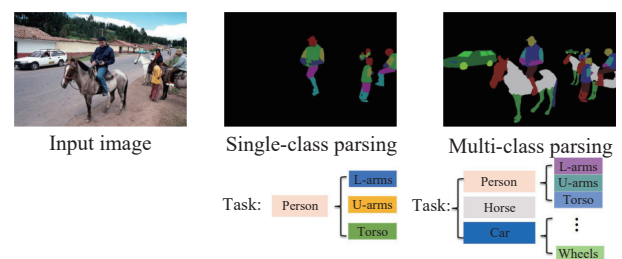 Input image
Single-class parsing
Multi-class parsing
Task:
Person
L-arms
U-arms
Torso
Task:
Person
Horse
Car
L-arms
U-arms
Torso
Wheels